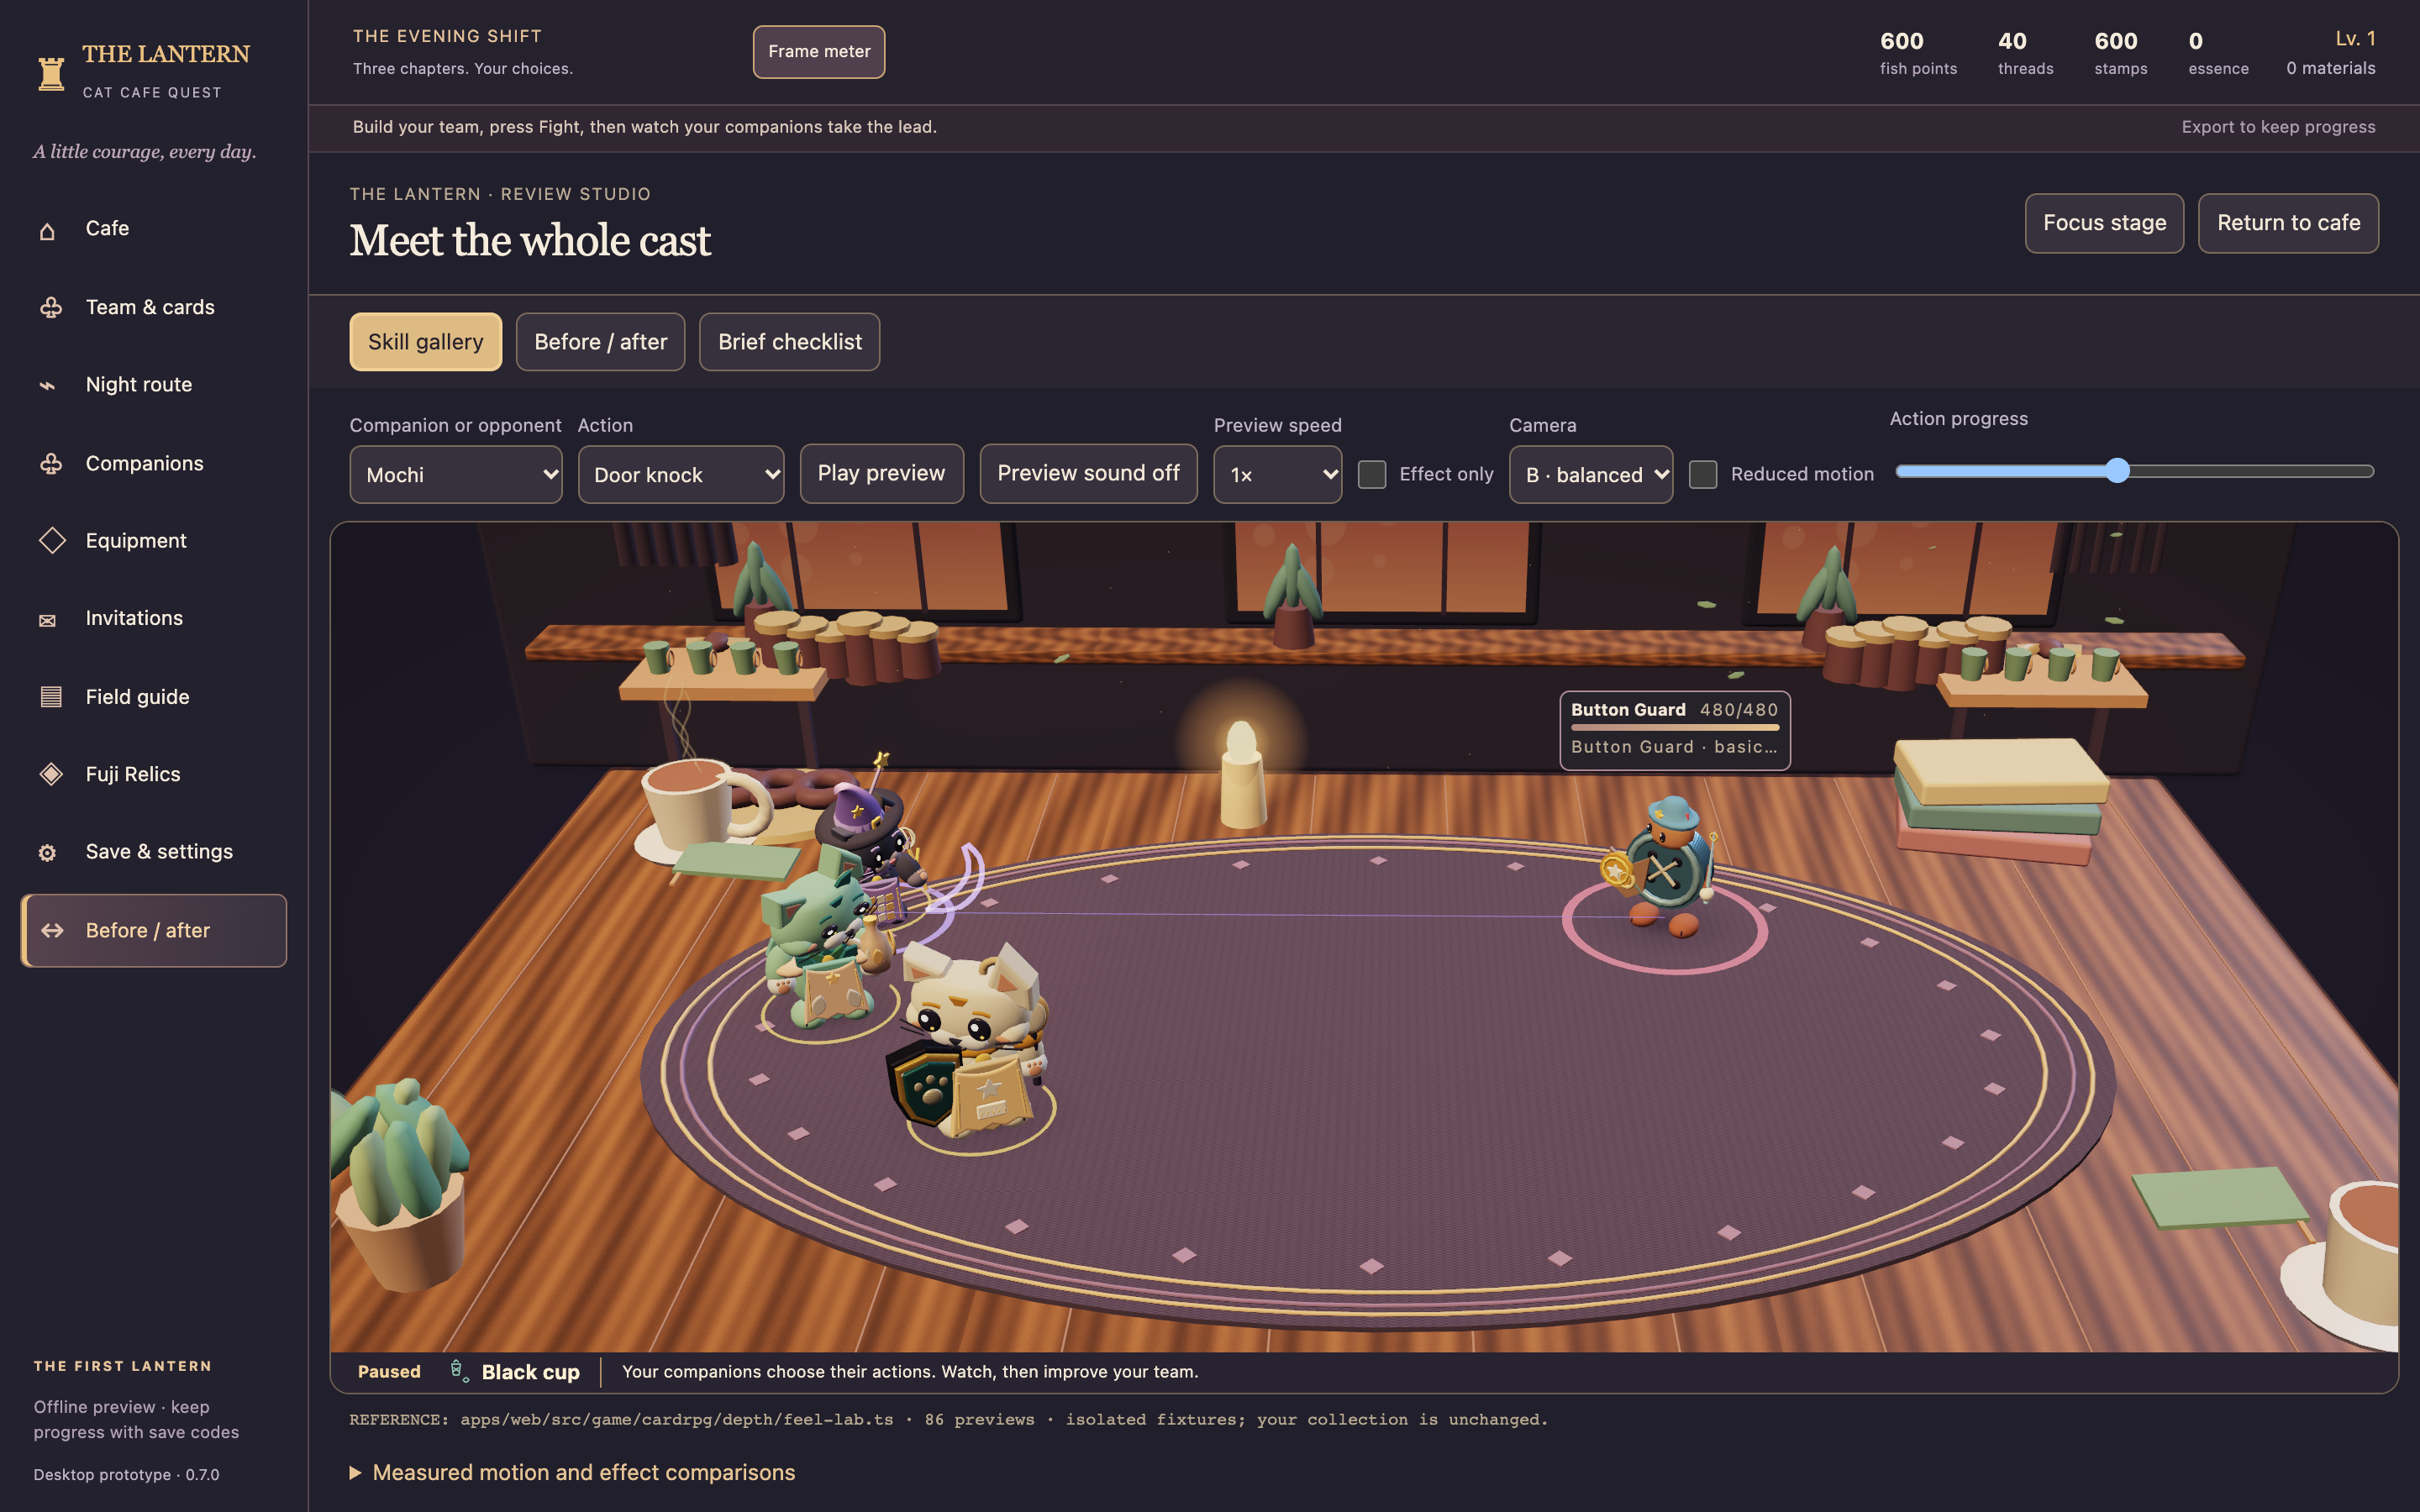 THE LANTERN
CAT CAFE QUEST
A little courage, every day.
Cafe
Team & cards
Night route
Companions
Equipment
Invitations
Field guide
Fuji Relics
Save & settings
Before / after
THE FIRST LANTERN
Offline preview · keep
progress with save codes
Desktop prototype · 0.7.0
THE EVENING SHIFT
Three chapters. Your choices.
Frame meter
600 fish points
40 threads
600 stamps
0 essence
Lv. 1
0 materials
Build your team, press Fight, then watch your companions take the lead.
Export to keep progress
THE LANTERN · REVIEW STUDIO
Meet the whole cast
Focus stage
Return to cafe
Skill gallery
Before / after
Brief checklist
Companion or opponent
Mochi
Action
Door knock
Play preview
Preview sound off
Preview speed
1×
Effect only
Camera
B · balanced
Reduced motion
Action progress
Button Guard 480/480
Button Guard · basic…
Paused
Black cup
Your companions choose their actions. Watch, then improve your team.
REFERENCE: apps/web/src/game/cardrpg/depth/feel-lab.ts · 86 previews · isolated fixtures; your collection is unchanged.
Measured motion and effect comparisons